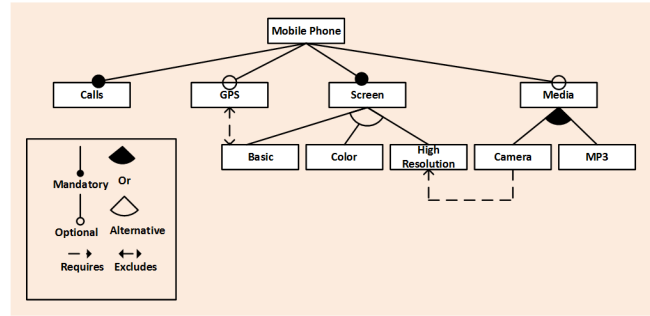 Mobile Phone
Calls
GPS
Screen
Media
Basic
Color
High
Resolution
Camera
MP3
Mandatory
Or
Optional
Alternative
Requires
Excludes